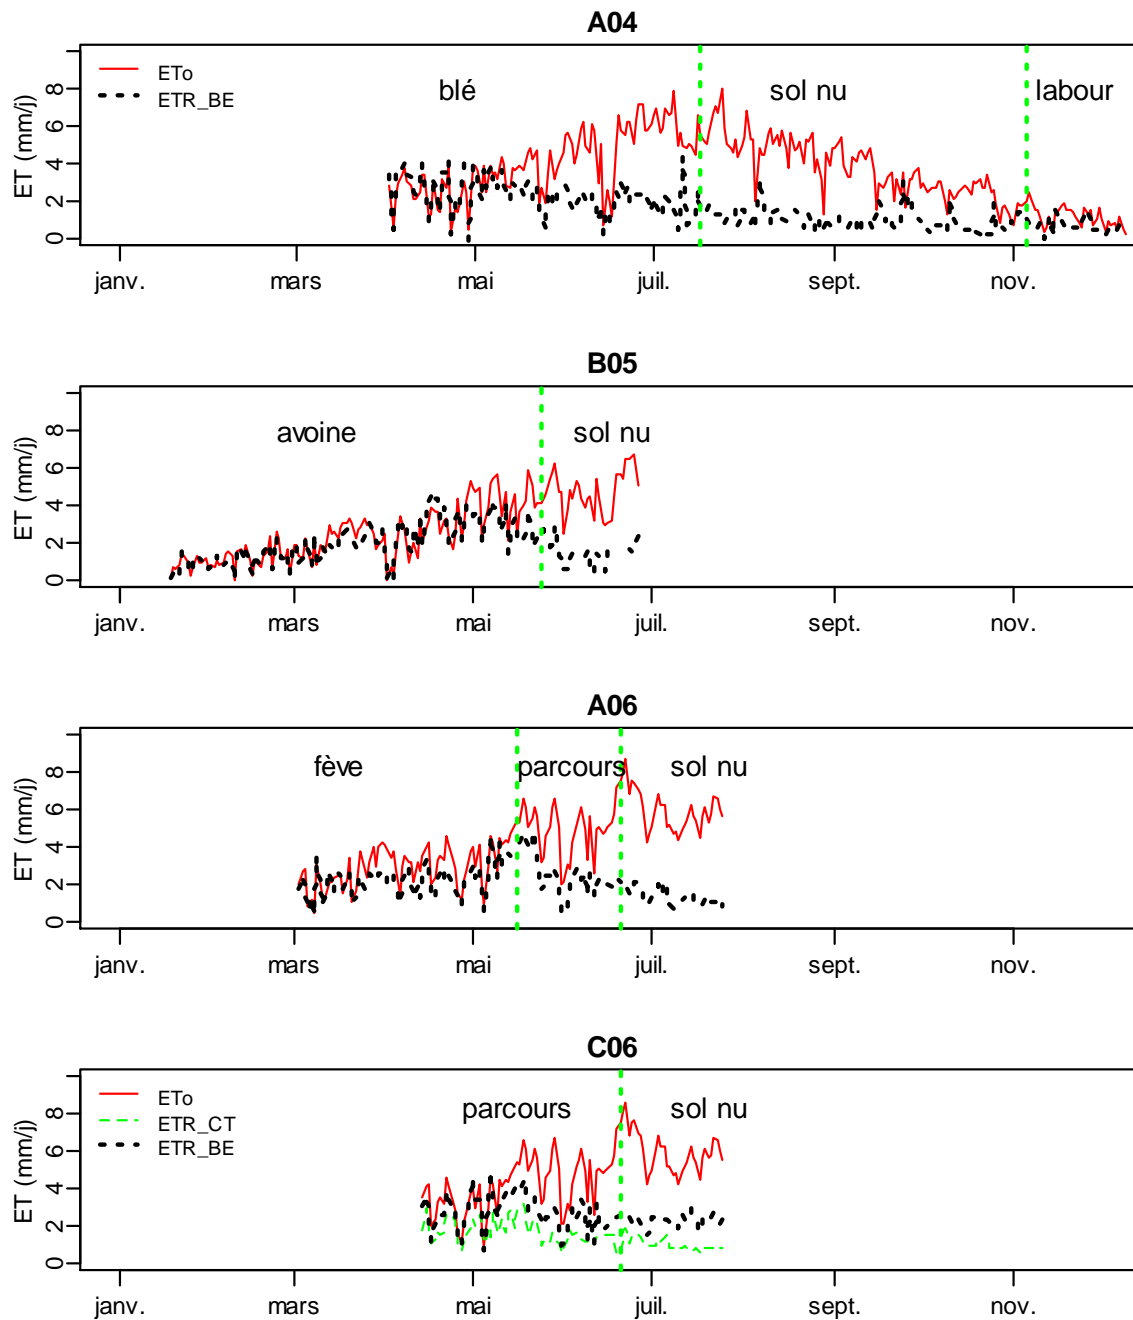 A04
ETo
ETR_BE
blé
sol nu
labour
ET (mm/j)
0 2 4 6 8
janv. mars mai juil. sept. nov.
B05
avoine
sol nu
ET (mm/j)
0 2 4 6 8
janv. mars mai juil. sept. nov.
A06
fève
parcours
sol nu
ET (mm/j)
0 2 4 6 8
janv. mars mai juil. sept. nov.
C06
ETo
ETR_CT
ETR_BE
parcours
sol nu
ET (mm/j)
0 2 4 6 8
janv. mars mai juil. sept. nov.